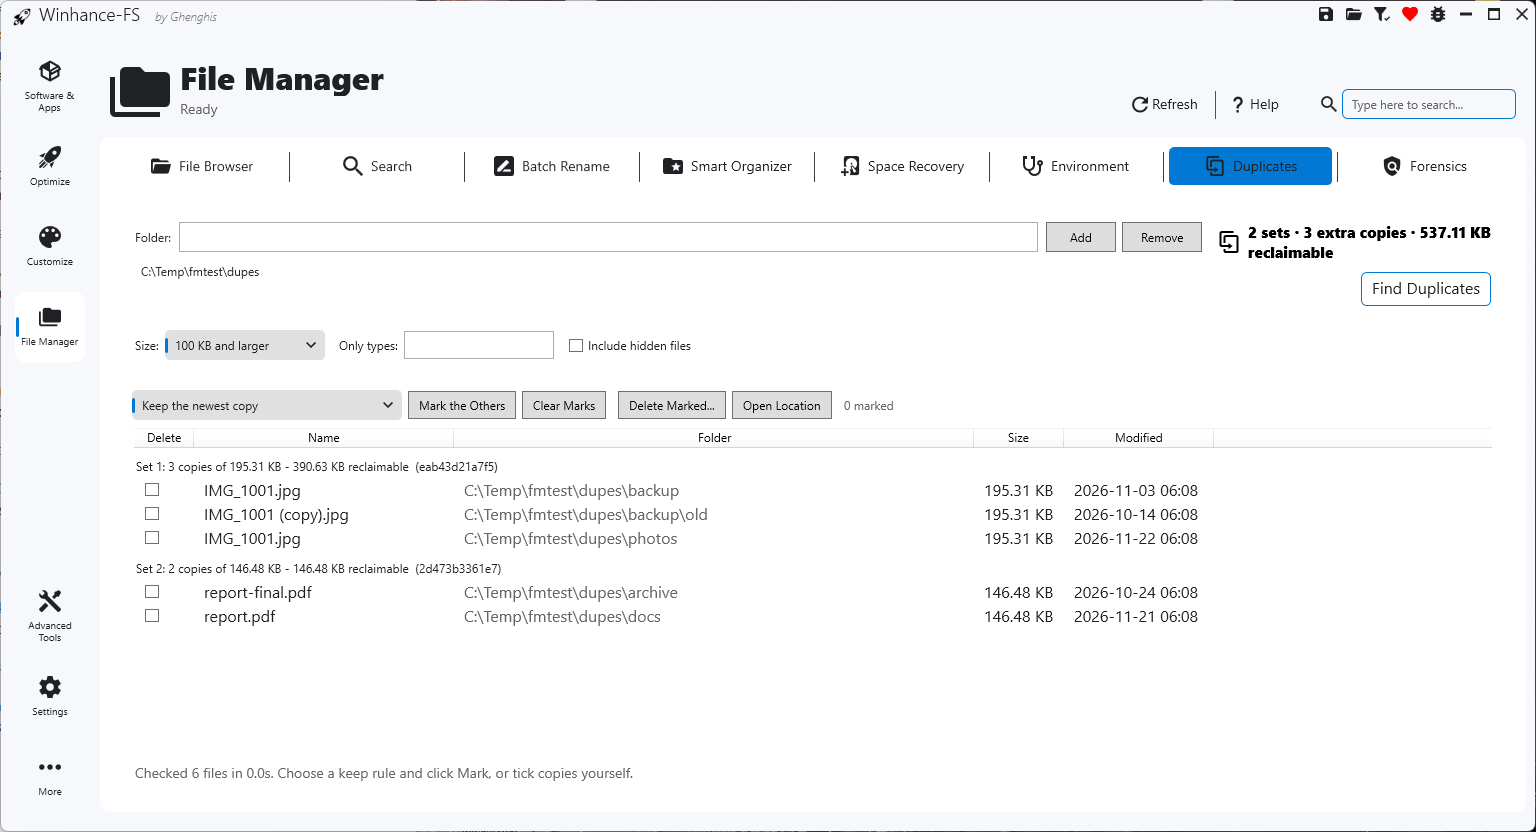 Winhance-FS by Ghenghis
Software & Apps
Optimize
Customize
File Manager
Advanced Tools
Settings
More
File Manager
Ready
Refresh
Help
Type here to search...
File Browser
Search
Batch Rename
Smart Organizer
Space Recovery
Environment
Duplicates
Forensics
Folder:
Add
Remove
2 sets · 3 extra copies · 537.11 KB
reclaimable
C:\Temp\fmtest\dupes
Find Duplicates
Size: 100 KB and larger
Only types:
Include hidden files
Keep the newest copy
Mark the Others
Clear Marks
Delete Marked...
Open Location
0 marked
Delete Name Folder Size Modified
Set 1: 3 copies of 195.31 KB - 390.63 KB reclaimable (eab43d21a7f5)
IMG_1001.jpg C:\Temp\fmtest\dupes\backup 195.31 KB 2026-11-03 06:08
IMG_1001 (copy).jpg C:\Temp\fmtest\dupes\backup\old 195.31 KB 2026-10-14 06:08
IMG_1001.jpg C:\Temp\fmtest\dupes\photos 195.31 KB 2026-11-22 06:08
Set 2: 2 copies of 146.48 KB - 146.48 KB reclaimable (2d473b3361e7)
report-final.pdf C:\Temp\fmtest\dupes\archive 146.48 KB 2026-10-24 06:08
report.pdf C:\Temp\fmtest\dupes\docs 146.48 KB 2026-11-21 06:08
Checked 6 files in 0.0s. Choose a keep rule and click Mark, or tick copies yourself.